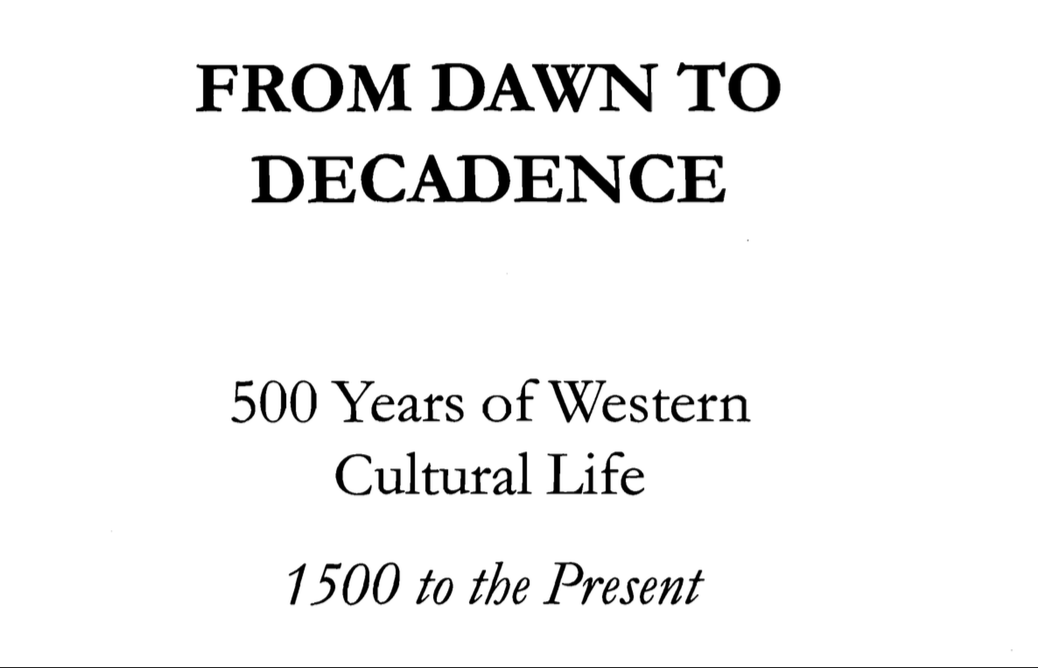 FROM DAWN TO
DECADENCE
500 Years of Western
Cultural Life
1500 to the Present